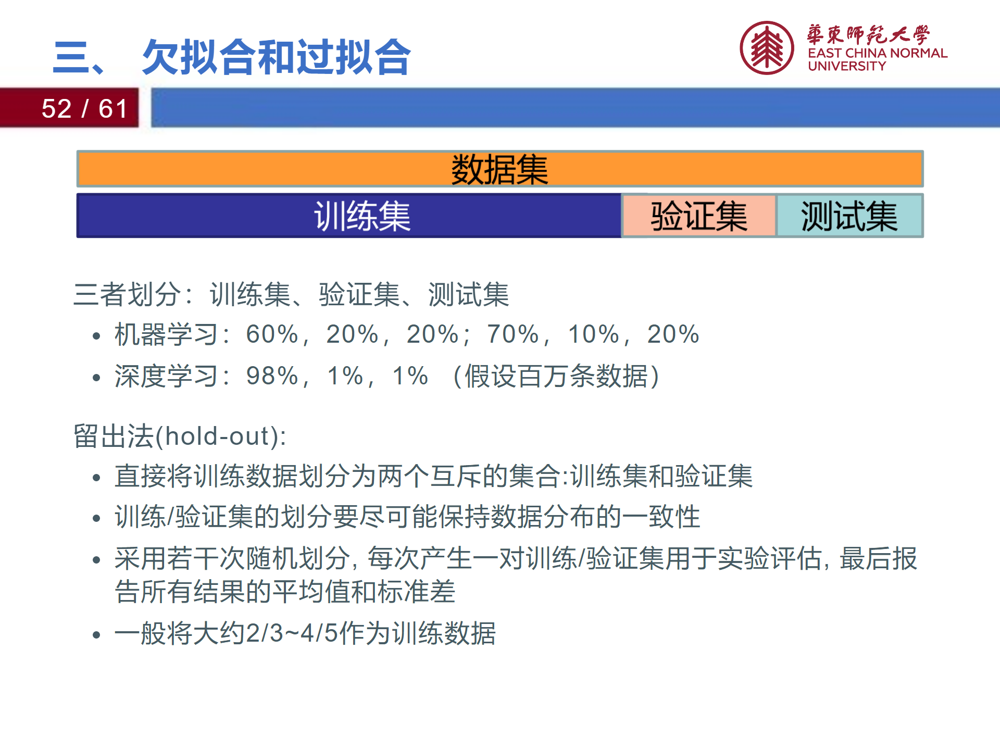 三、 欠拟合和过拟合
華東师范大學
EAST CHINA NORMAL
UNIVERSITY
52 / 61
数据集
训练集 验证集 测试集
三者划分：训练集、验证集、测试集
• 机器学习：60%，20%，20%；70%，10%，20%
• 深度学习：98%，1%，1% （假设百万条数据）
留出法(hold-out):
• 直接将训练数据划分为两个互斥的集合:训练集和验证集
• 训练/验证集的划分要尽可能保持数据分布的一致性
• 采用若干次随机划分, 每次产生一对训练/验证集用于实验评估, 最后报
告所有结果的平均值和标准差
• 一般将大约2/3~4/5作为训练数据